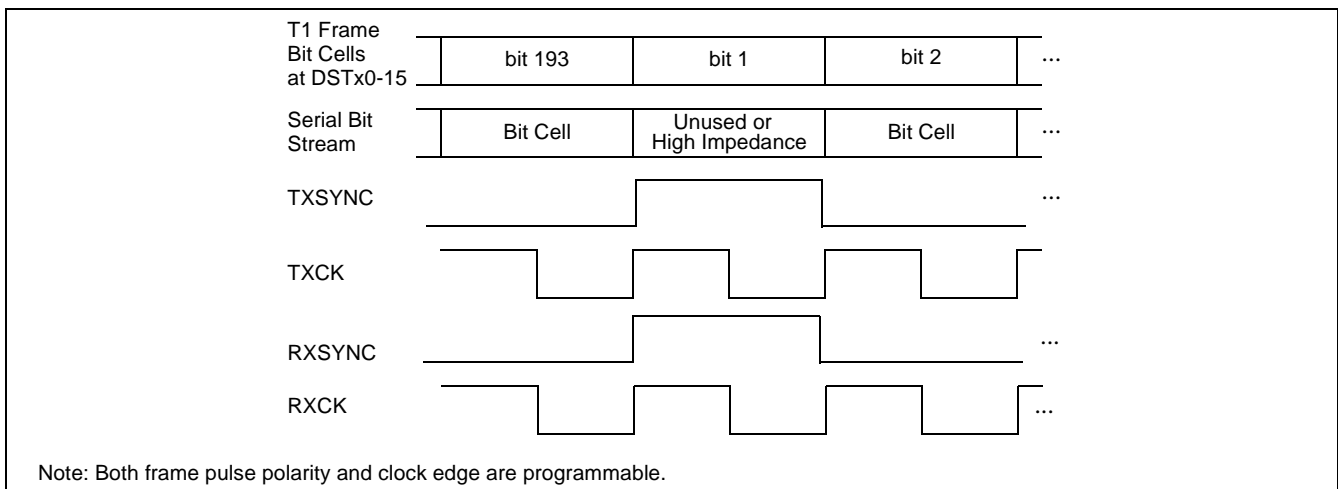 T1 Frame
Bit Cells
at DSTx0-15
bit 193
bit 1
bit 2
...
Serial Bit
Stream
Bit Cell
Unused or
High Impedance
Bit Cell
...
TXSYNC
...
TXCK
RXSYNC
...
RXCK
...
Note: Both frame pulse polarity and clock edge are programmable.